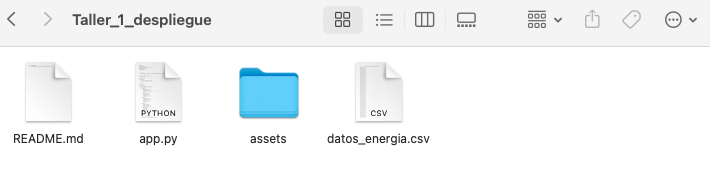 Taller_1_despliegue
PYTHON
CSV
README.md
app.py
assets
datos_energia.csv